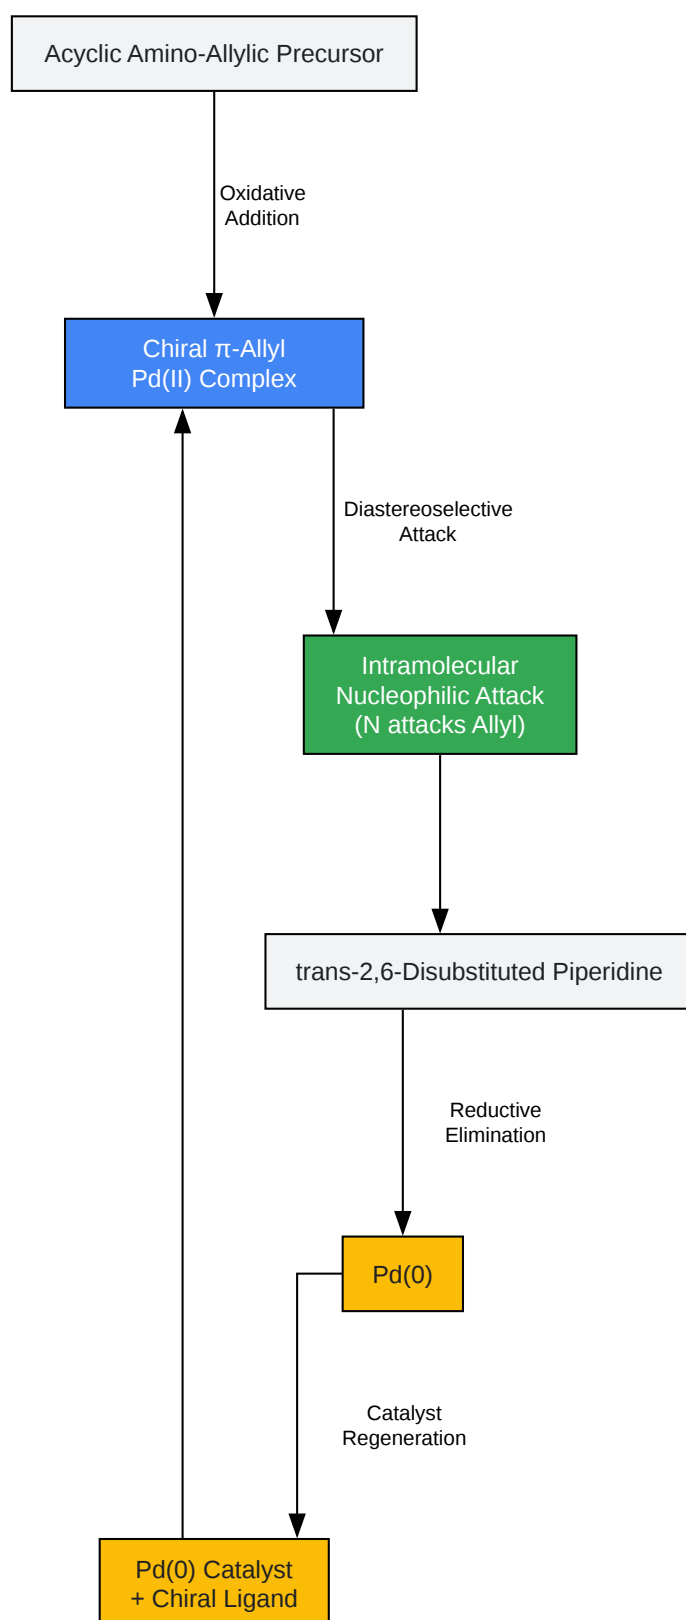 Acyclic Amino-Allylic Precursor
Oxidative
Addition
Chiral π-Allyl
Pd(II) Complex
Diastereoselective
Attack
Intramolecular
Nucleophilic Attack
(N attacks Allyl)
trans-2,6-Disubstituted Piperidine
Reductive
Elimination
Pd(0)
Catalyst
Regeneration
Pd(0) Catalyst
+ Chiral Ligand